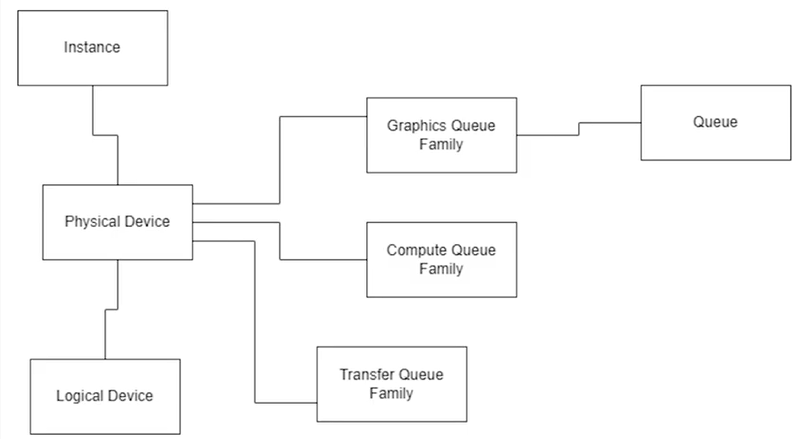 Instance
Graphics Queue
Family
Queue
Physical Device
Compute Queue
Family
Transfer Queue
Family
Logical Device